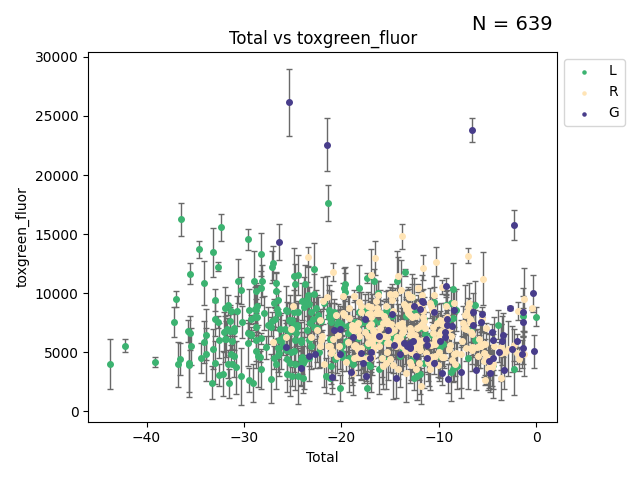 N = 639
Total vs toxgreen_fluor
30000
25000
20000
15000
10000
5000
0
toxgreen_fluor
−40
−30
−20
−10
0
Total
L
R
G